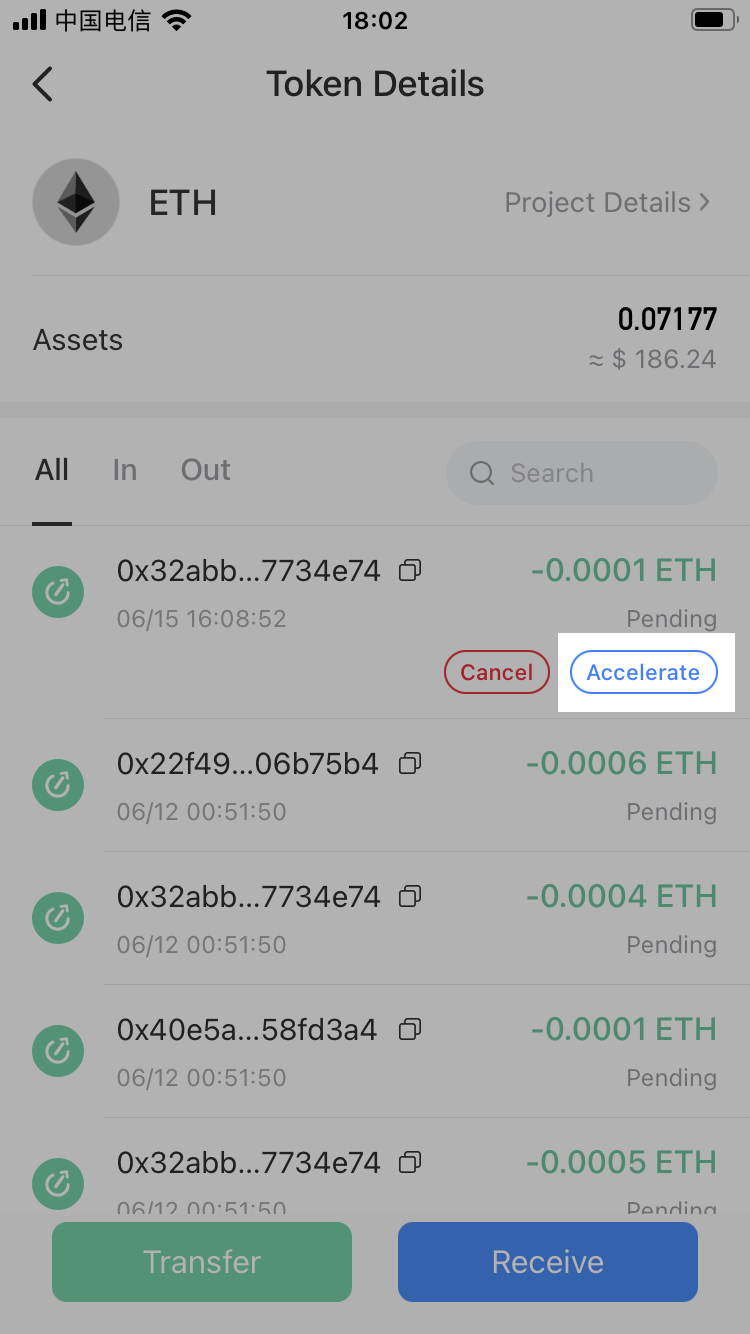 中国电信 18:02
Token Details
ETH Project Details >
0.07177
Assets
≈ $ 186.24
All In Out Search
0x32abb...7734e74 -0.0001 ETH
06/15 16:08:52 Pending
Cancel Accelerate
0x22f49...06b75b4 -0.0006 ETH
06/12 00:51:50 Pending
0x32abb...7734e74 -0.0004 ETH
06/12 00:51:50 Pending
0x40e5a...58fd3a4 -0.0001 ETH
06/12 00:51:50 Pending
0x32abb...7734e74 -0.0005 ETH
06/12 00:51:50 Pending
Transfer Receive